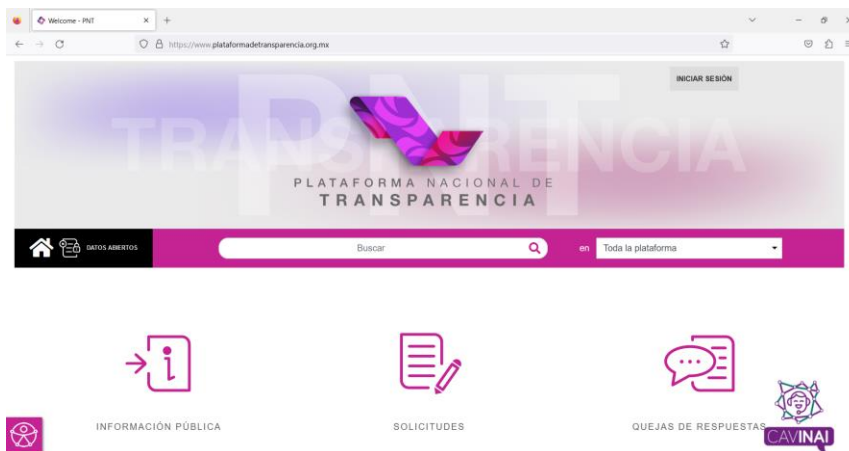 Welcome - PNT
https://www.plataformadetransparencia.org.mx
INICIAR SESIÓN
PNT
TRANSPARENCIA
PLATAFORMA NACIONAL DE
TRANSPARENCIA
DATOS ABIERTOS
Buscar
en
Toda la plataforma
INFORMACIÓN PÚBLICA
SOLICITUDES
QUEJAS DE RESPUESTAS
CAVINAI